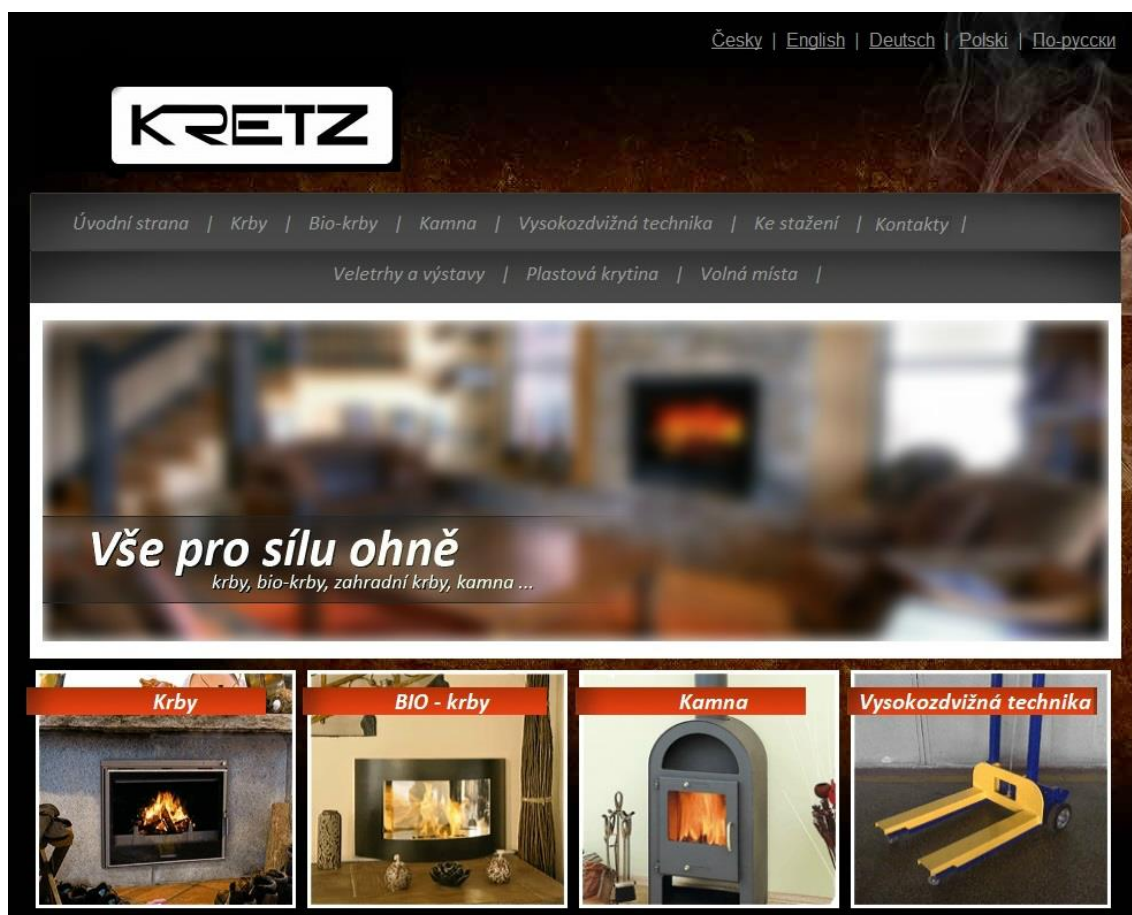 Česky | English | Deutsch | Polski | По-русски
KRETZ
Úvodní strana | Krby | Bio-krby | Kamna | Vysokozdvižná technika | Ke stažení | Kontakty |
Veletrhy a výstavy | Plastová krytina | Volná místa |
Vše pro sílu ohně
krby, bio-krby, zahradní krby, kamna ...
Krby
BIO - krby
Kamna
Vysokozdvižná technika